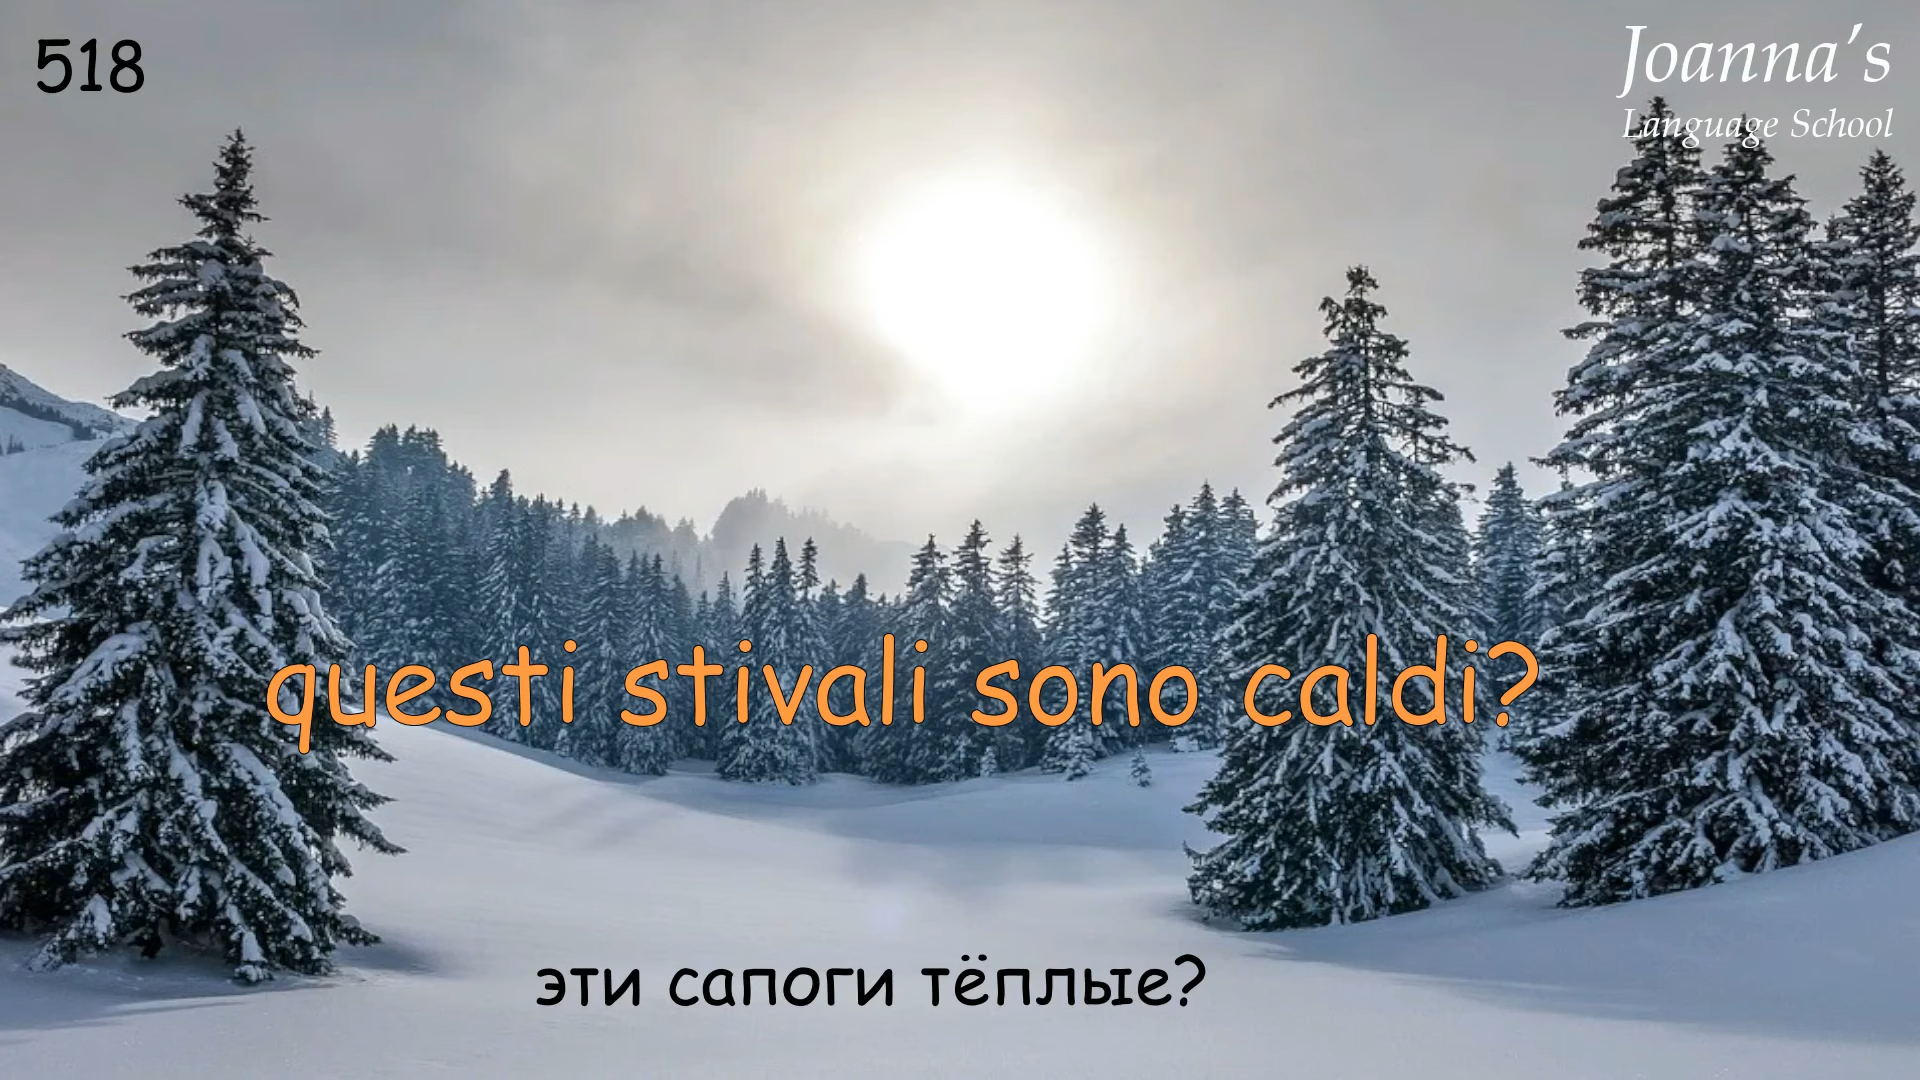 518
Joanna's
Language School
questi stivali sono caldi?
эти сапоги тёплые?